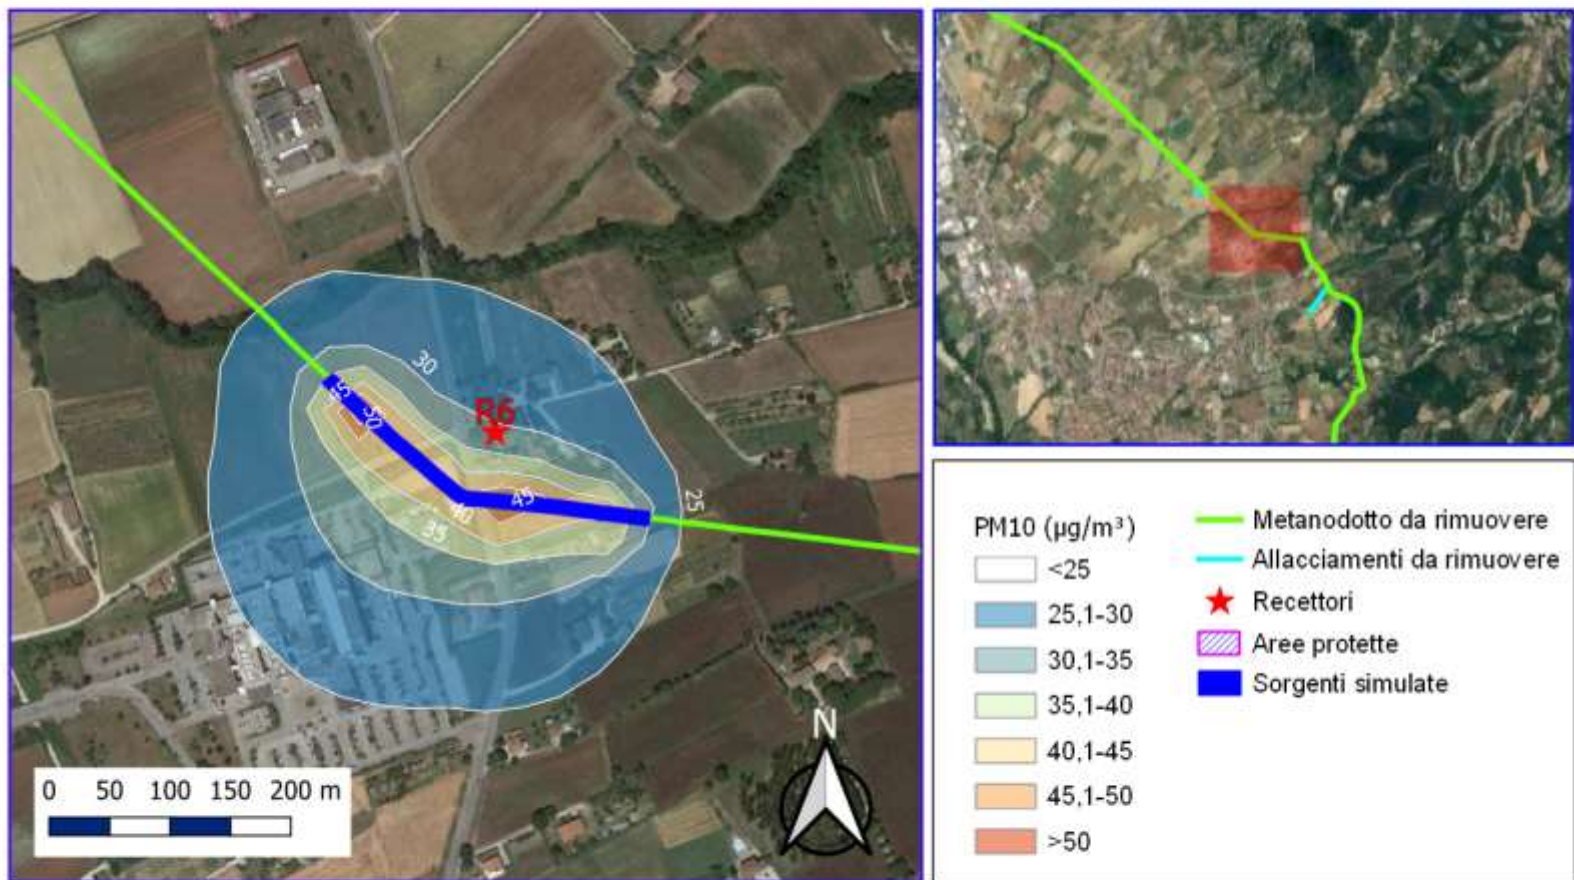 30
45
50
R6
45
25
40
35
N
0 50 100 150 200 m
PM10 (µg/m³)
<25
25,1-30
30,1-35
35,1-40
40,1-45
45,1-50
>50
Metanodotto da rimuovere
Allacciamenti da rimuovere
Recettori
Aree protette
Sorgenti simulate